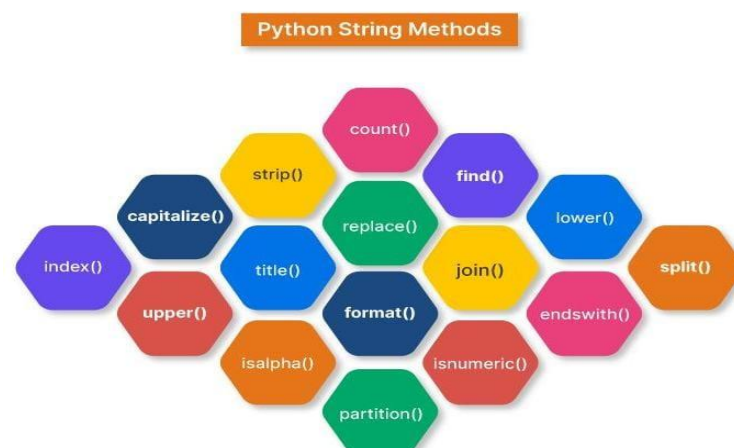 Python String Methods
count()
strip()
find()
capitalize()
replace()
lower()
index()
title()
join()
split()
upper()
format()
endswith()
isalpha()
isnumeric()
partition()